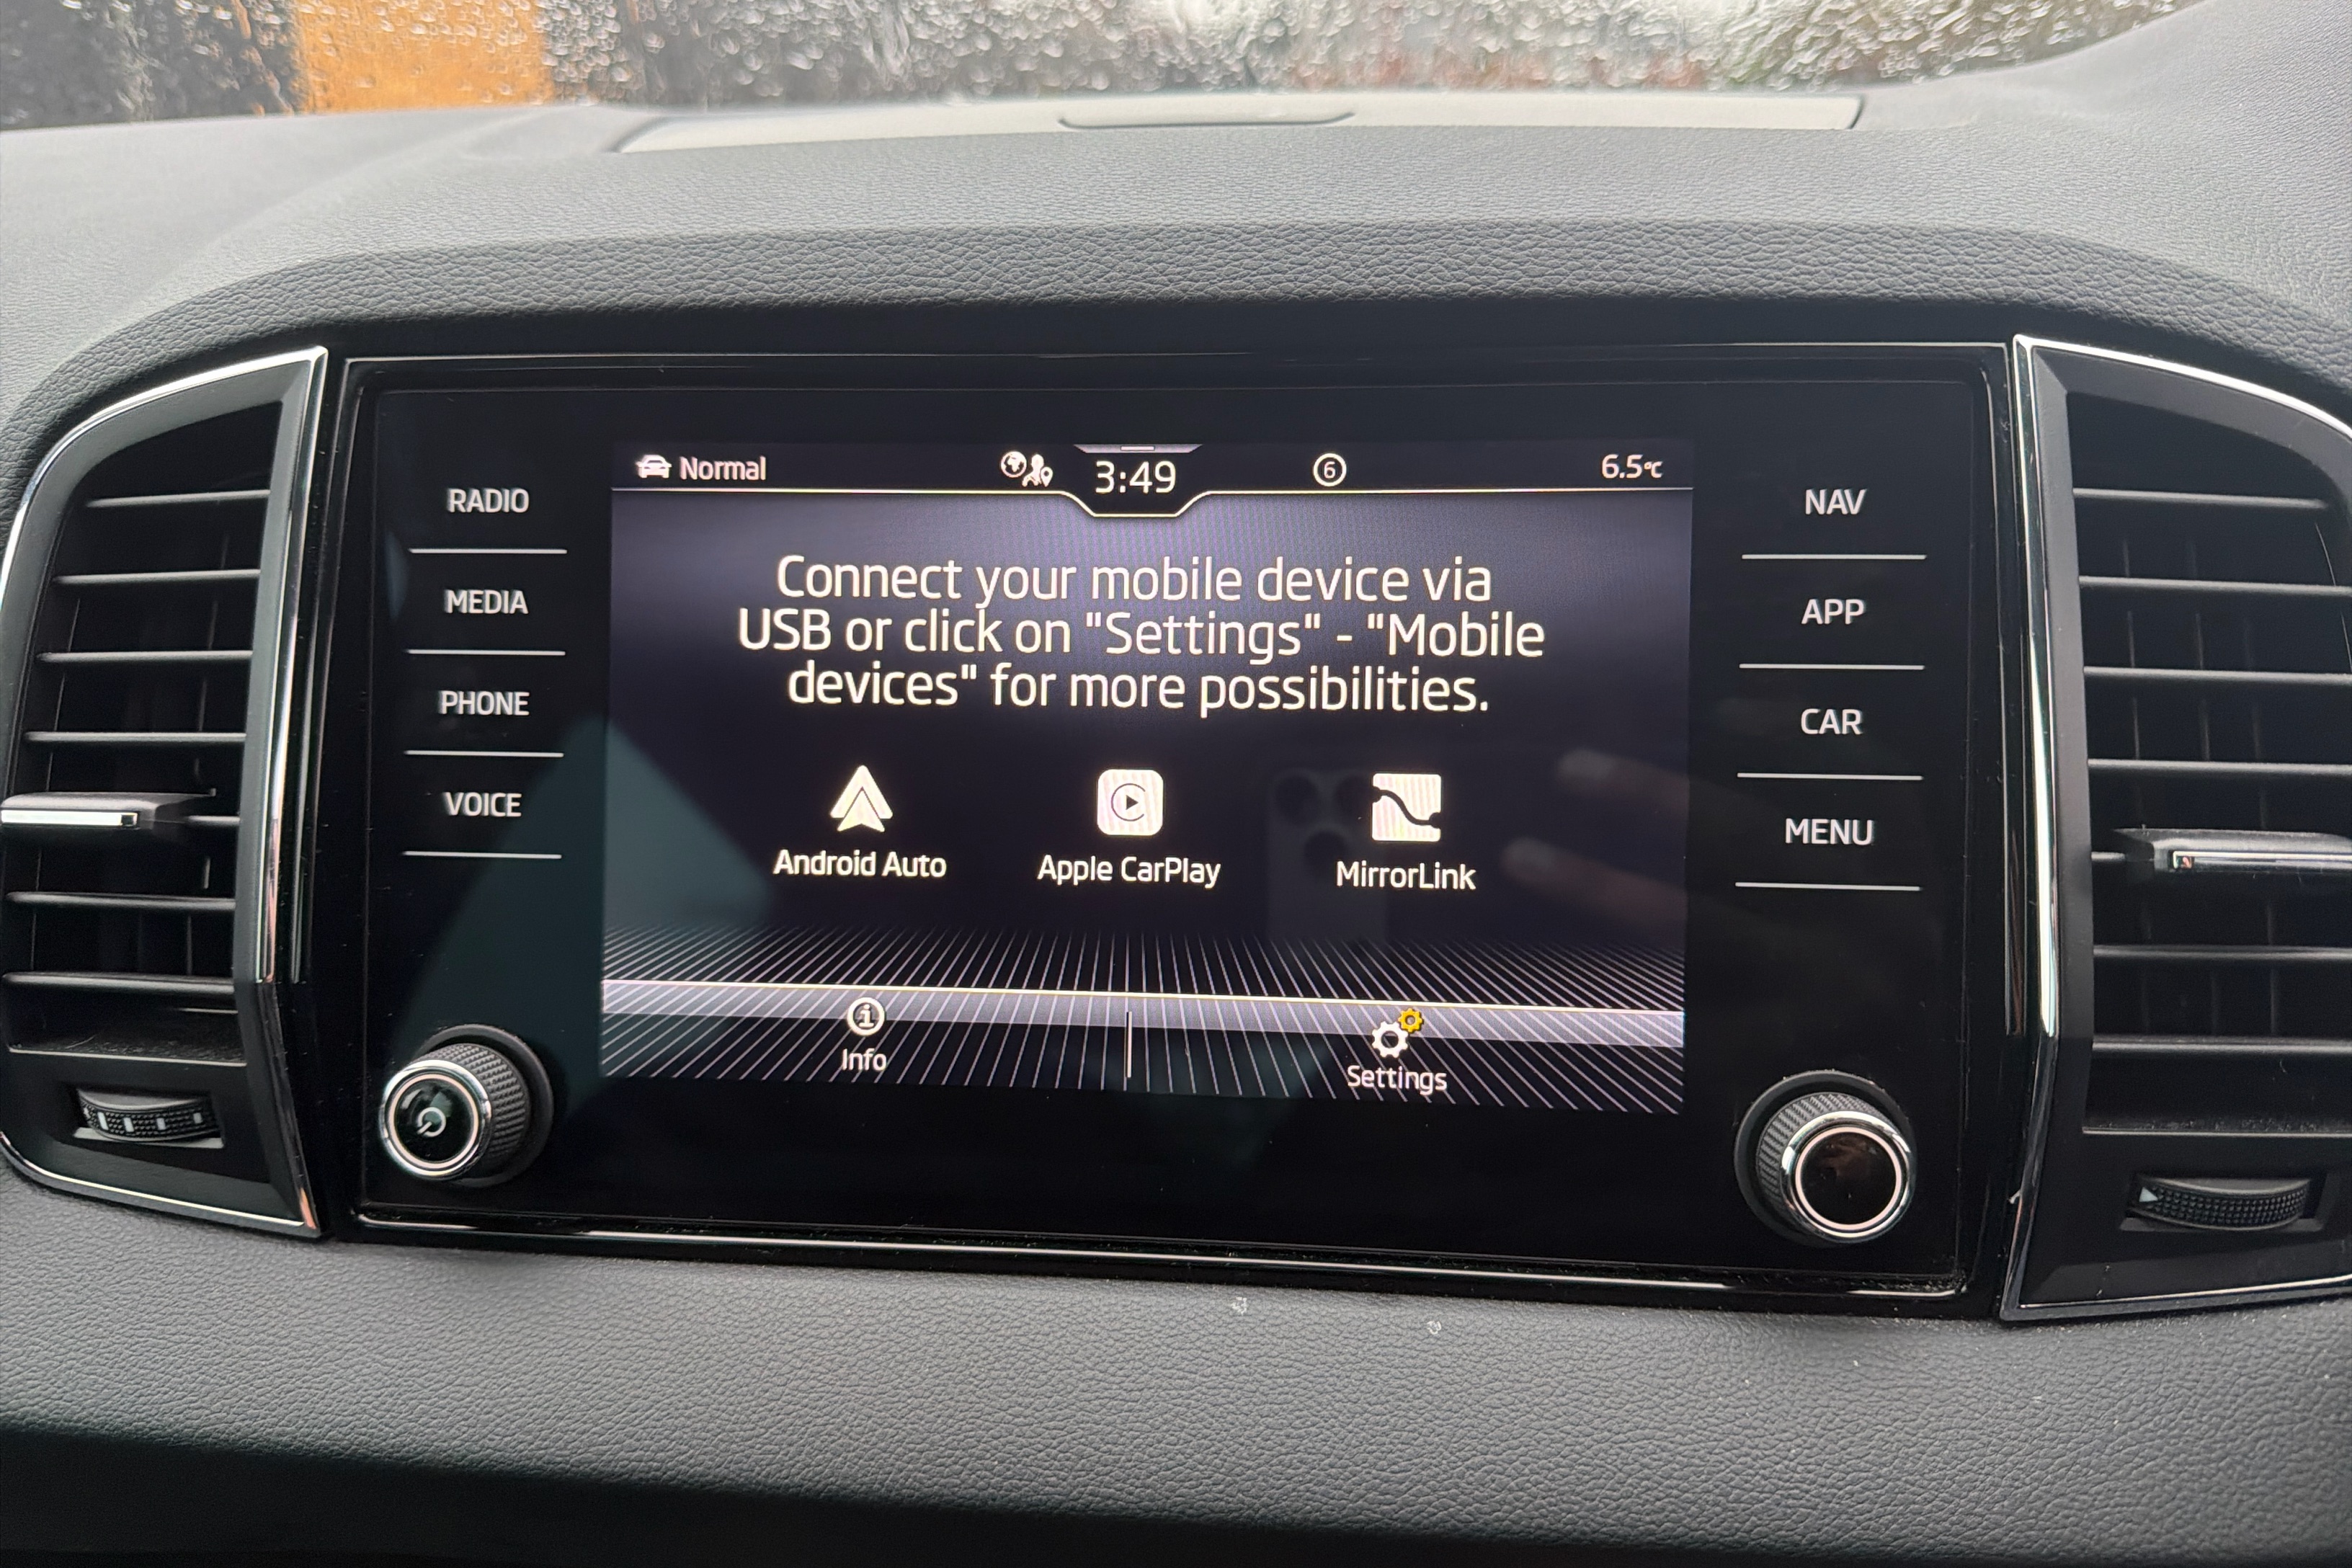 Normal
3:49
6
6.5°C
RADIO
MEDIA
PHONE
VOICE
Connect your mobile device via
USB or click on "Settings" - "Mobile
devices" for more possibilities.
Android Auto
Apple CarPlay
MirrorLink
Info
Settings
NAV
APP
CAR
MENU